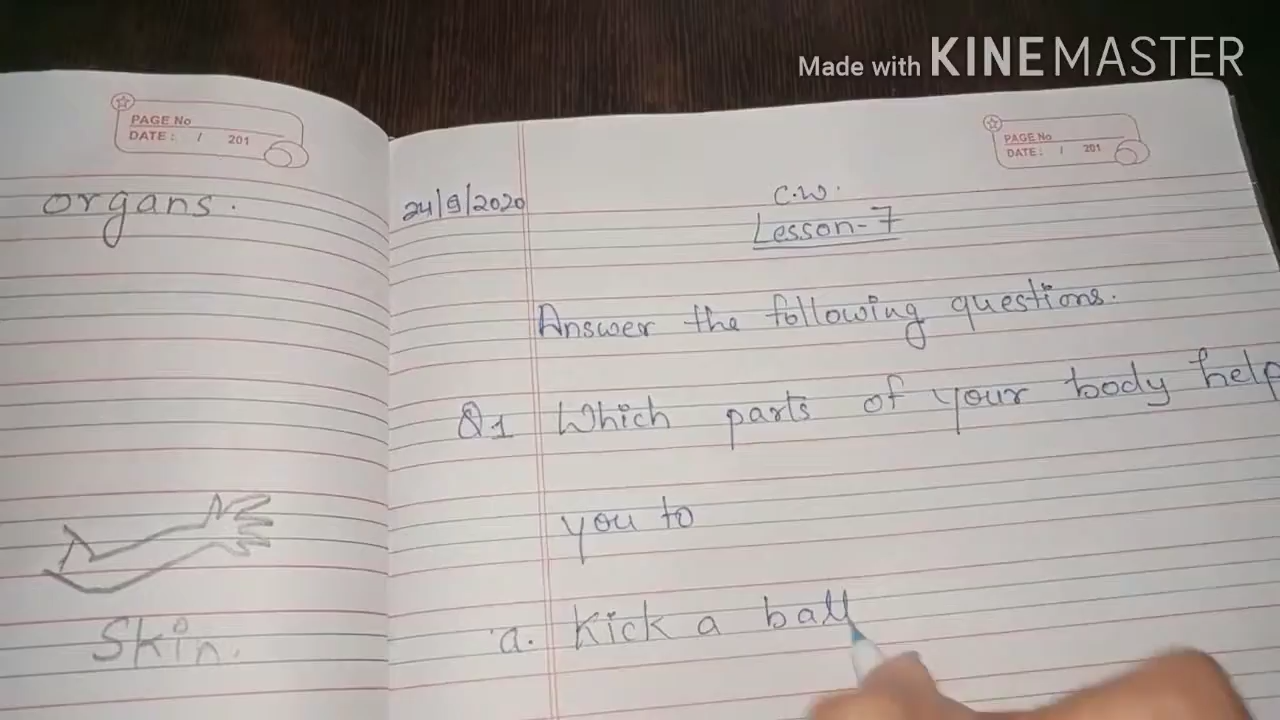 Made with KINEMASTER
PAGE No
DATE: / 201
organs.
Skin.
PAGE No
DATE: / 201
24/9/2020
C.W.
Lesson-7
Answer the following questions.
Q1 Which parts of your body help
you to
a. Kick a ball